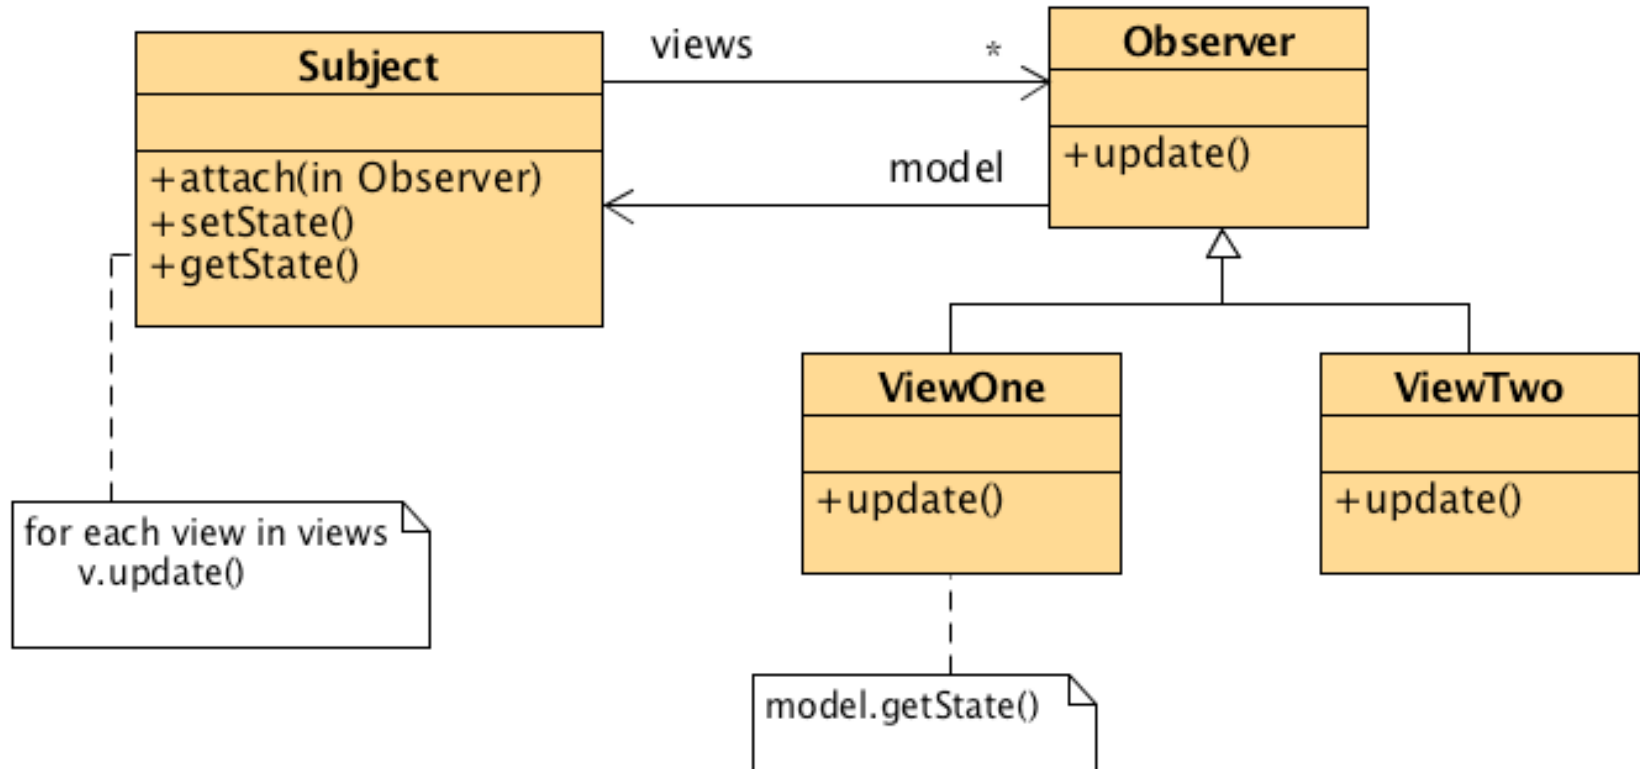 Subject
+attach(in Observer)
+setState()
+getState()
views
*
model
Observer
+update()
ViewOne
+update()
ViewTwo
+update()
for each view in views
v.update()
model.getState()